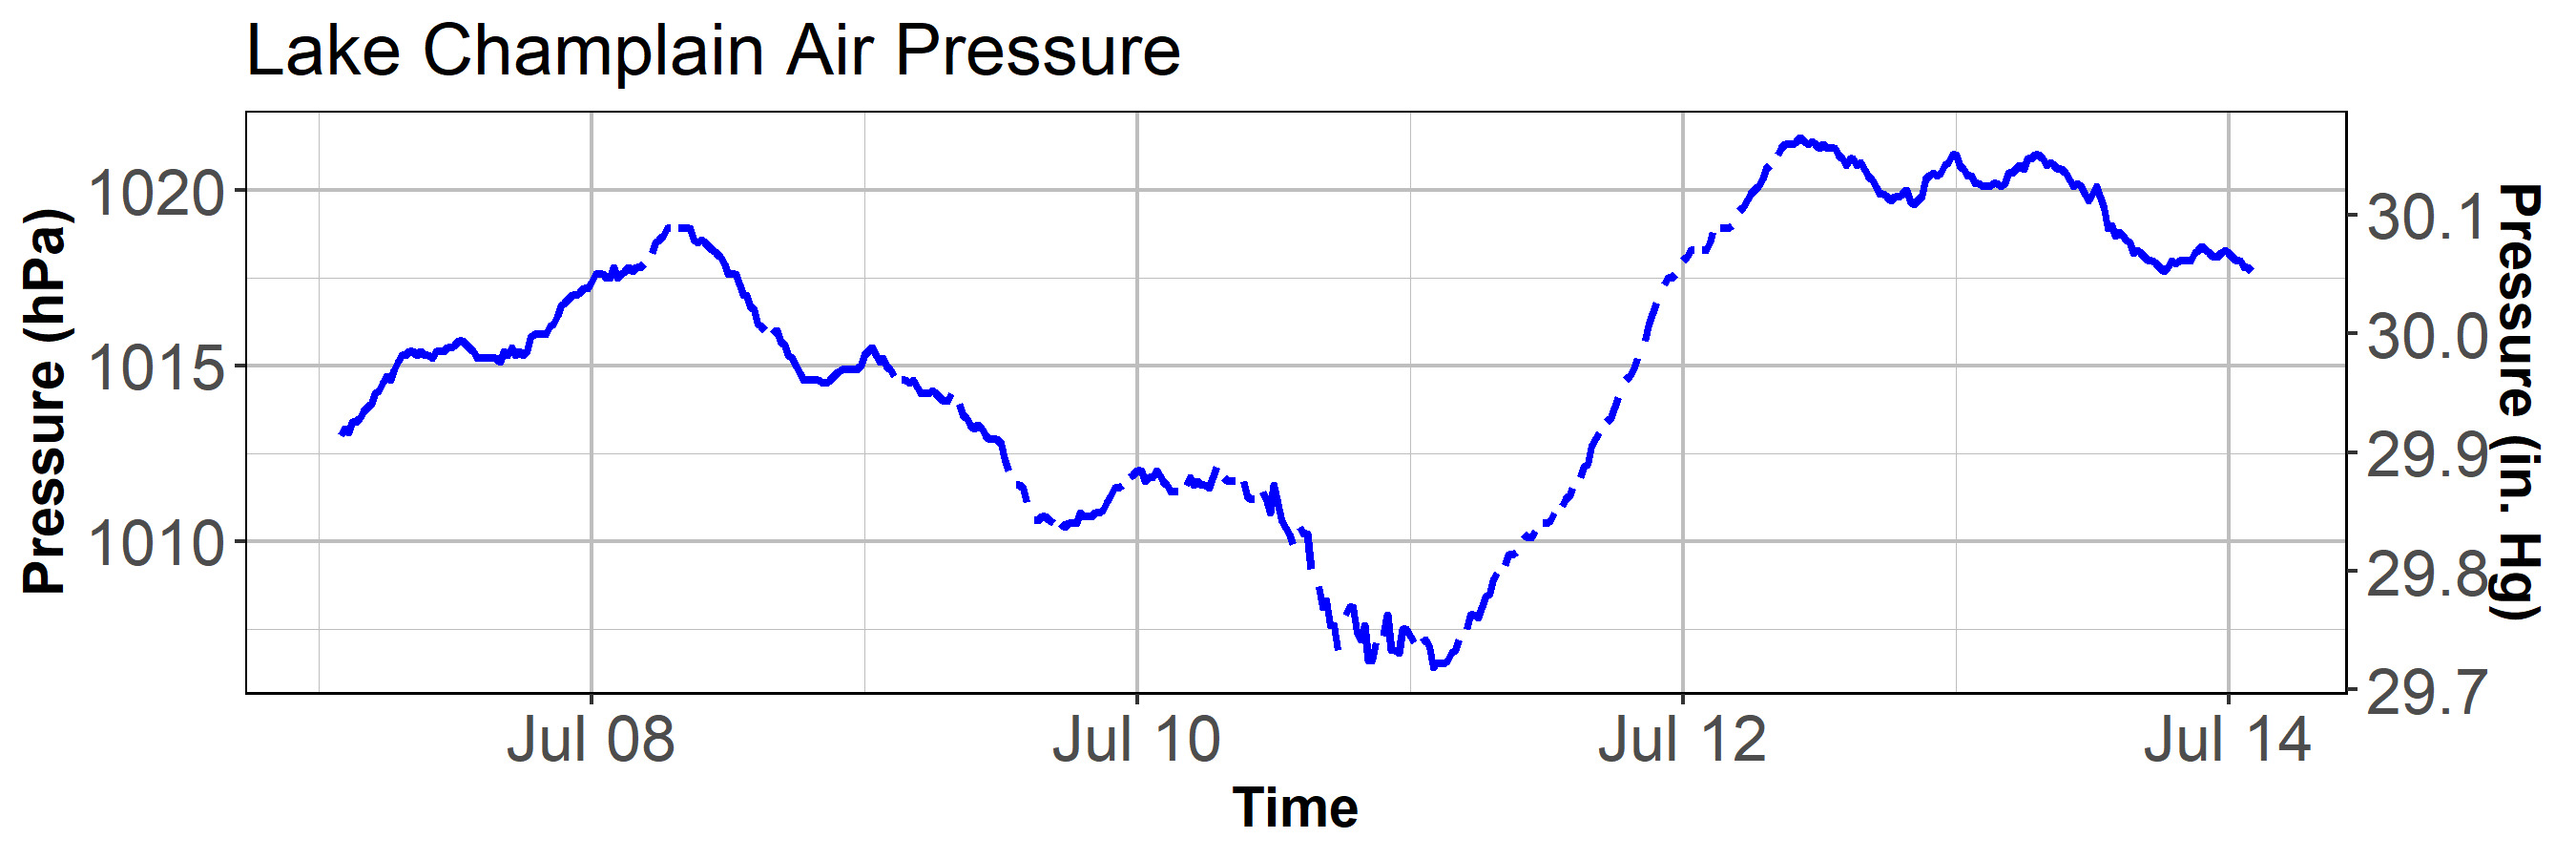 Lake Champlain Air Pressure
Pressure (hPa)
1020
1015
1010
30.1
30.0
29.9
29.8
29.7
Pressure (in. Hg)
Jul 08
Jul 10
Jul 12
Jul 14
Time